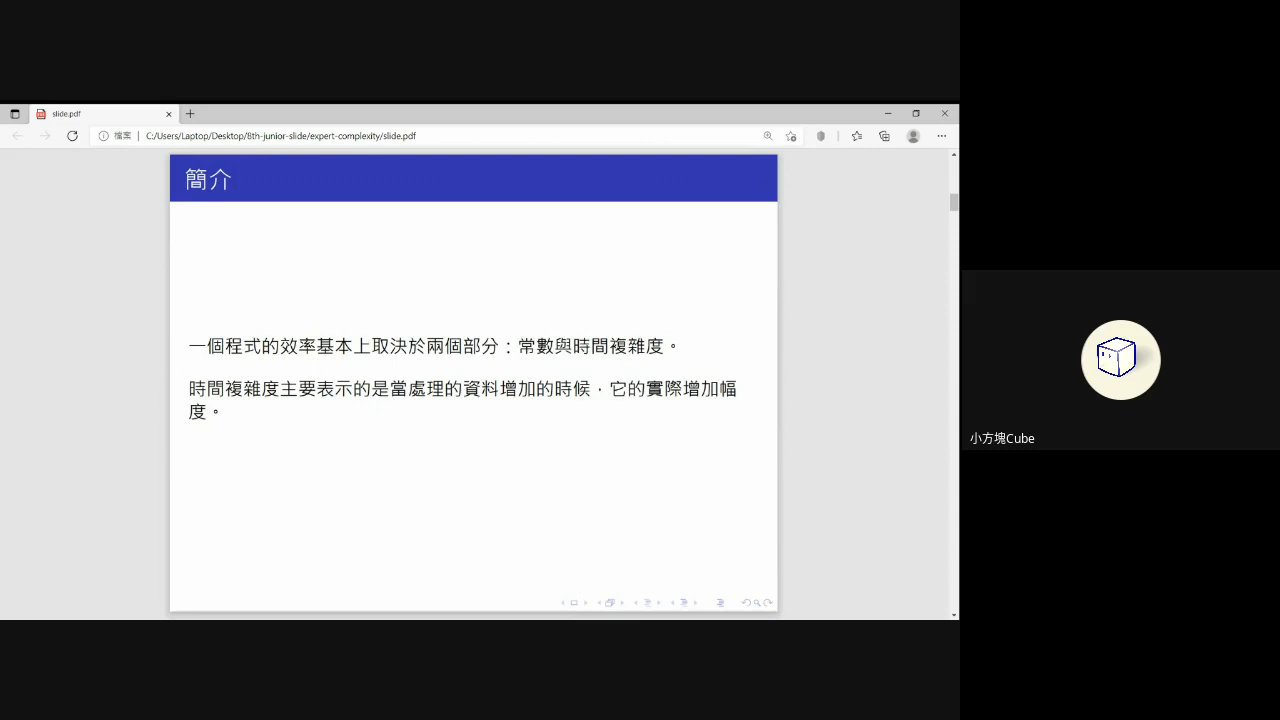 slide.pdf
檔案 C:/Users/Laptop/Desktop/8th-junior-slide/expert-complexity/slide.pdf
簡介
一個程式的效率基本上取決於兩個部分：常數與時間複雜度。
時間複雜度主要表示的是當處理的資料增加的時候，它的實際增加幅
度。
小方塊Cube